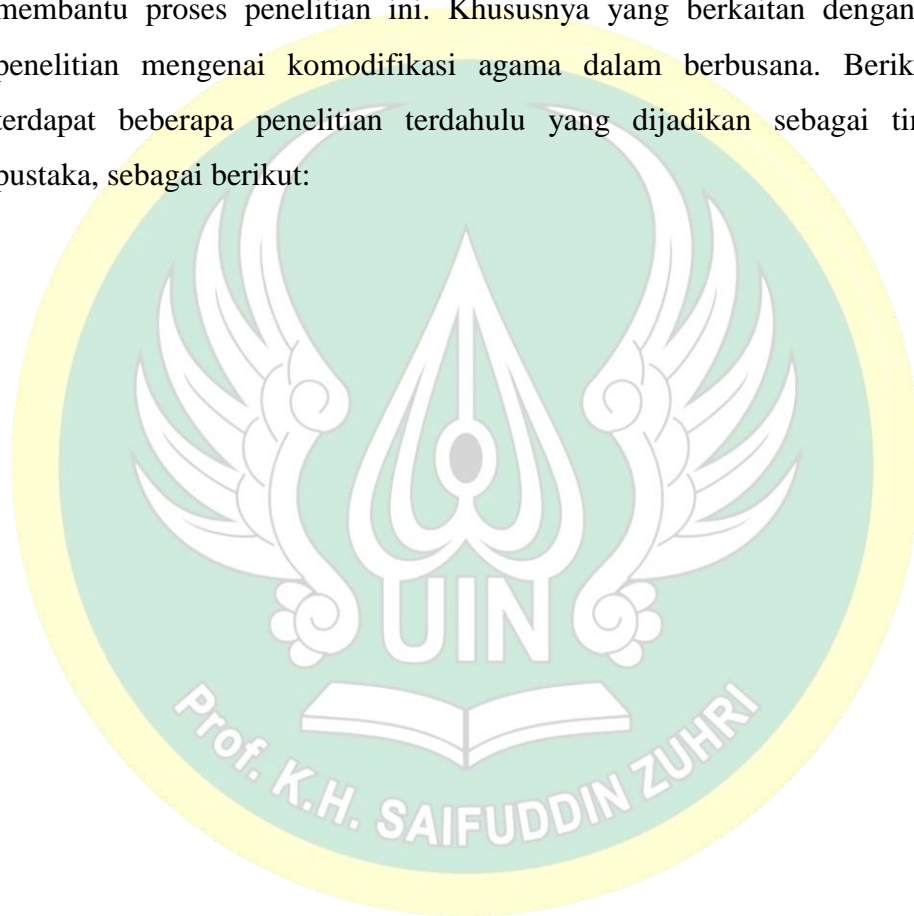 membantu proses penelitian ini. Khususnya yang berkaitan dengan
penelitian mengenai komodifikasi agama dalam berbusana. Berik
terdapat beberapa penelitian terdahulu yang dijadikan sebagai
pustaka, sebagai berikut:
UIN
Prof. K.H. SAIFUDDIN ZUHRI